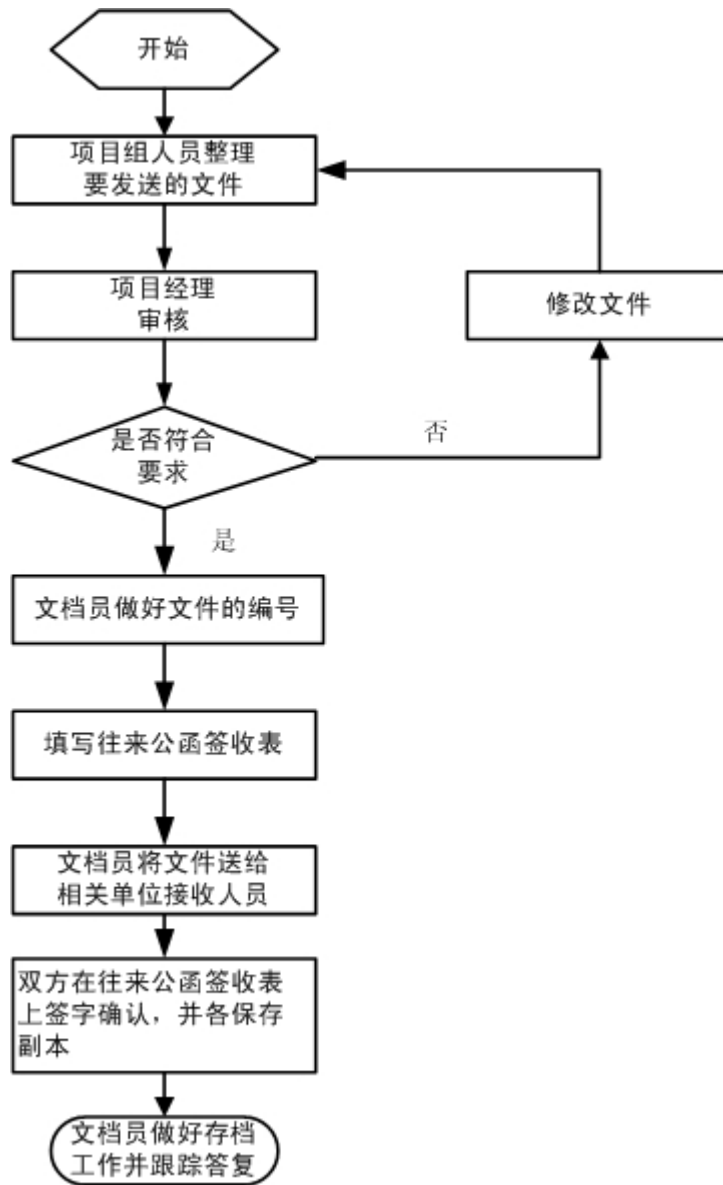 开始
项目组人员整理
要发送的文件
项目经理
审核
修改文件
是否符合
要求
否
是
文档员做好文件的编号
填写往来公函签收表
文档员将文件送给
相关单位接收人员
双方在往来公函签收表
上签字确认，并各保存
副本
文档员做好存档
工作并跟踪答复